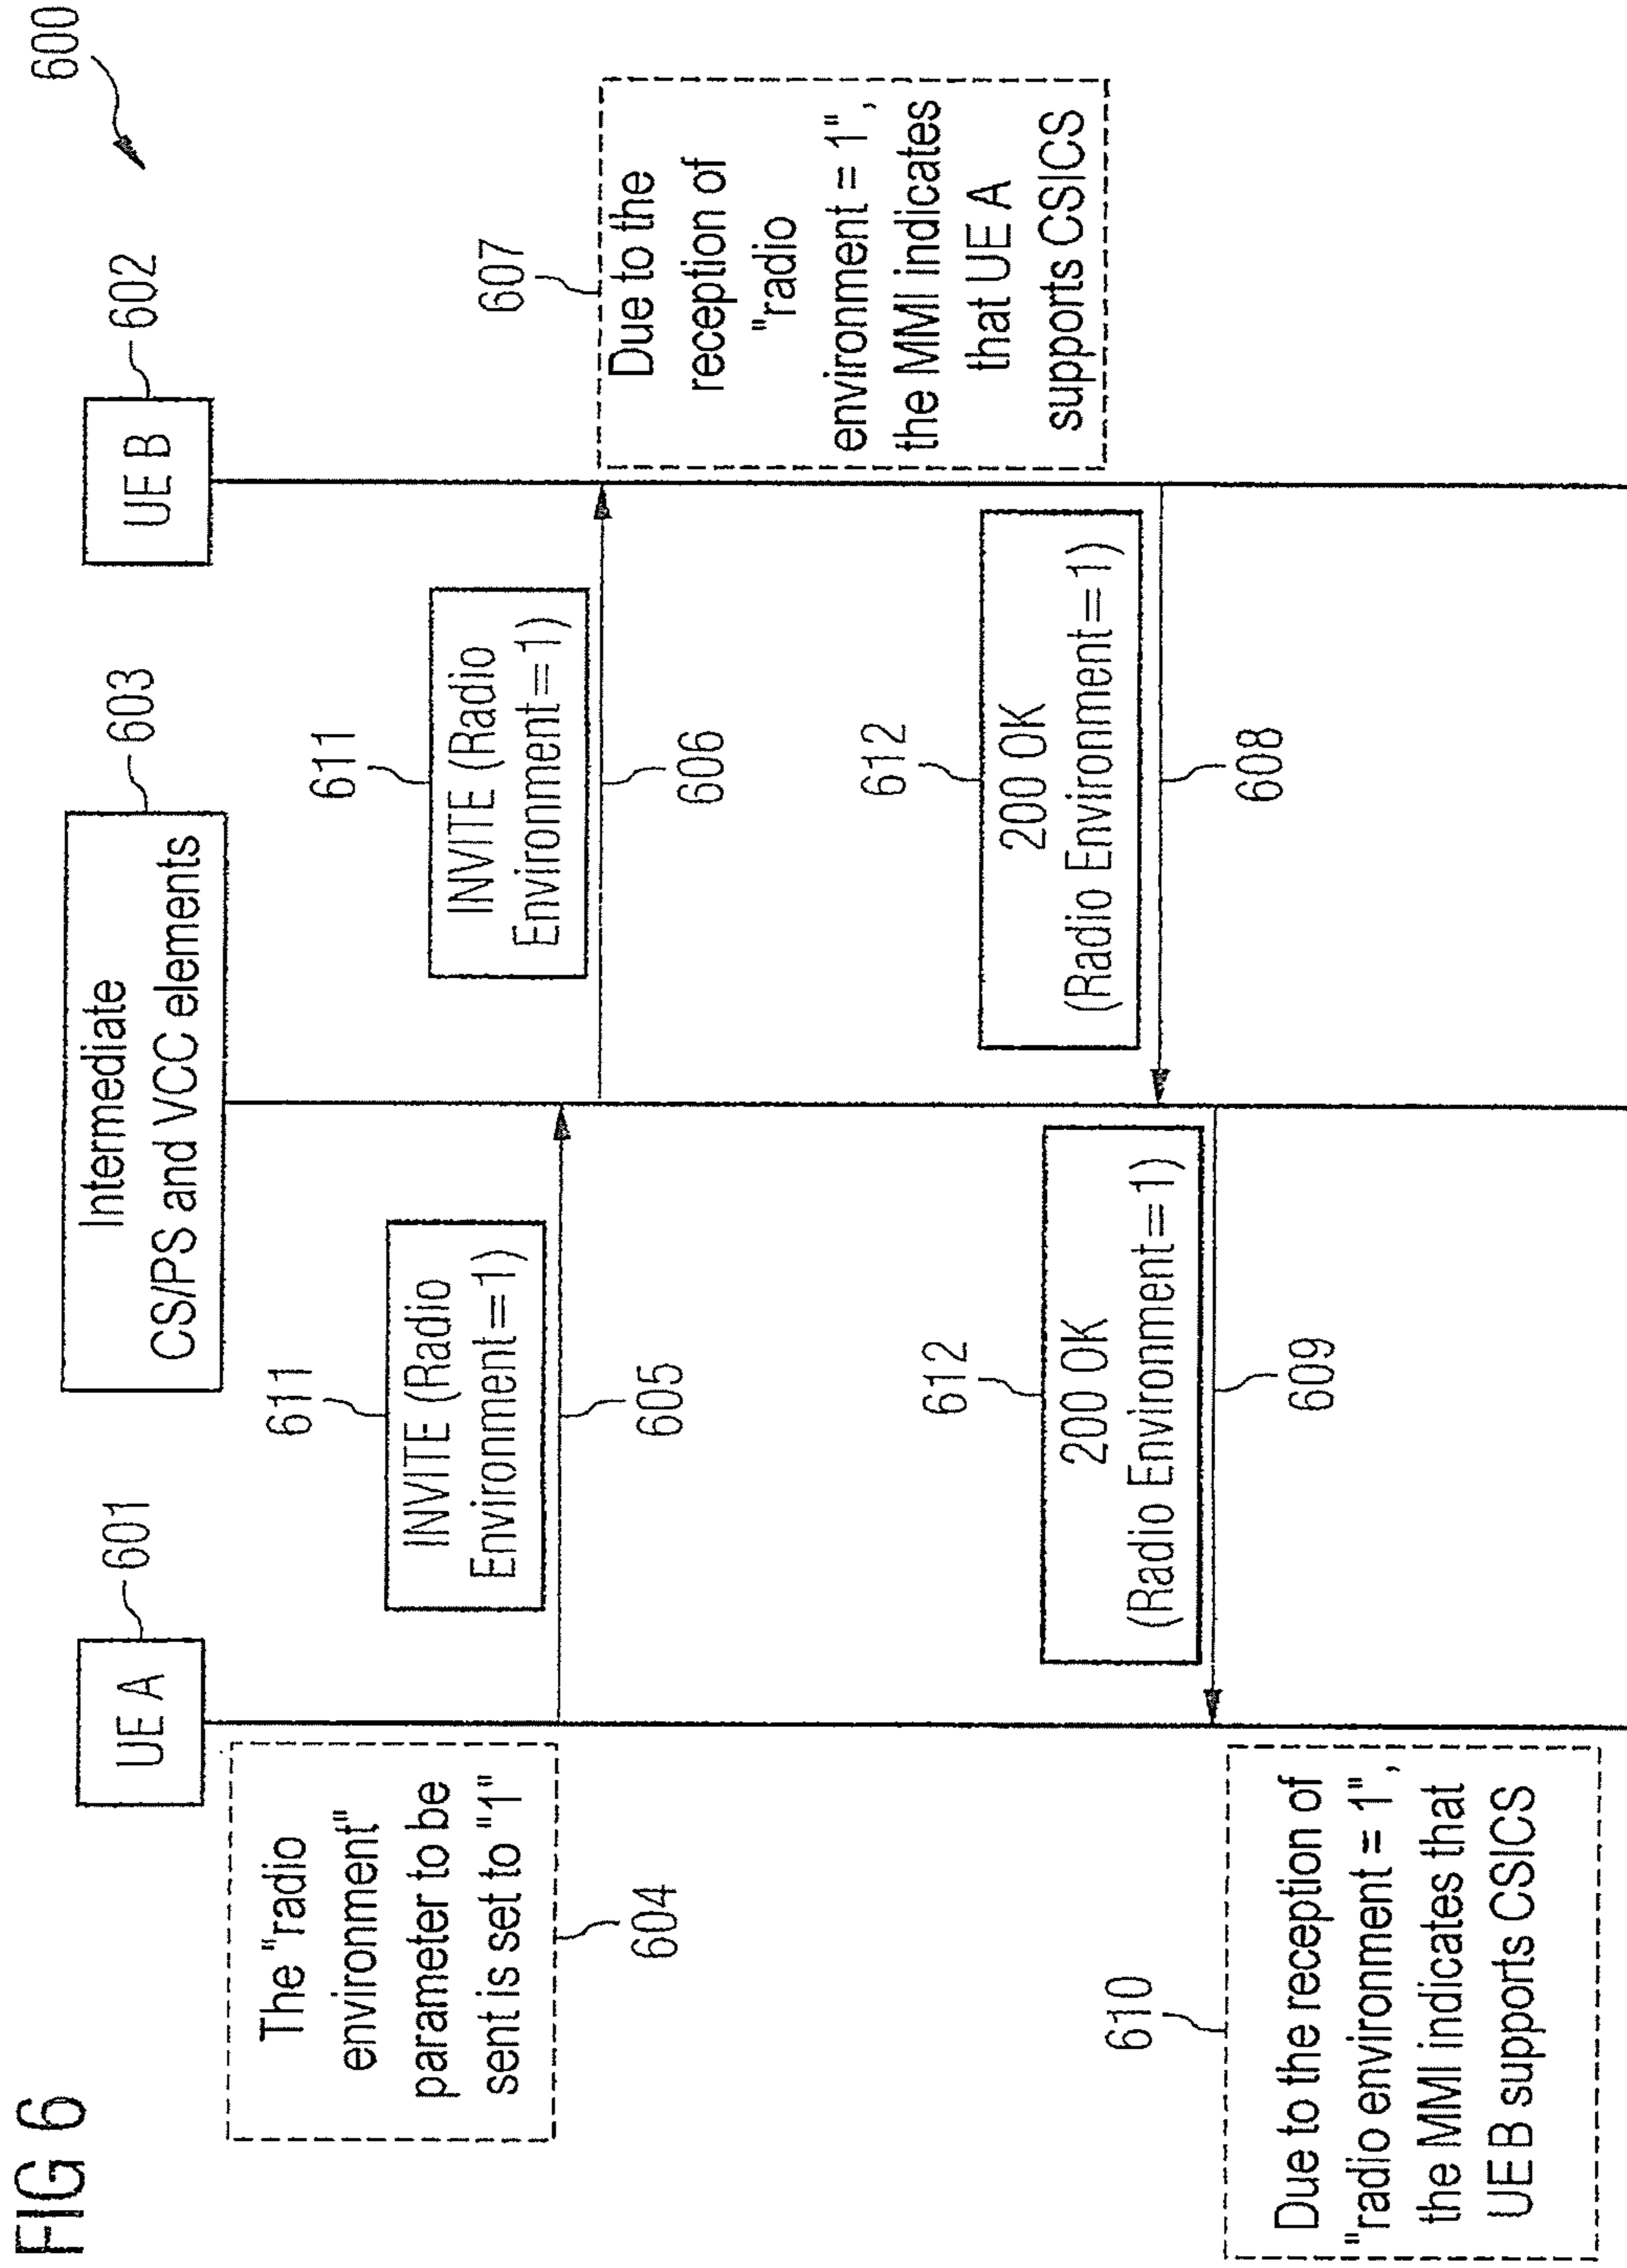 FIG 6
600
UE A
601
Intermediate
CS/PS and VCC elements
603
UE B
602
The "radio
environment"
parameter to be
sent is set to "1"
604
611
INVITE (Radio
Environment=1)
605
611
INVITE (Radio
Environment=1)
606
607
Due to the
reception of
"radio
environment = 1",
the MMI indicates
that UE A
supports CSICS
612
200 OK
(Radio Environment=1)
608
612
200 OK
(Radio Environment=1)
609
610
Due to the reception of
"radio environment = 1",
the MMI indicates that
UE B supports CSICS